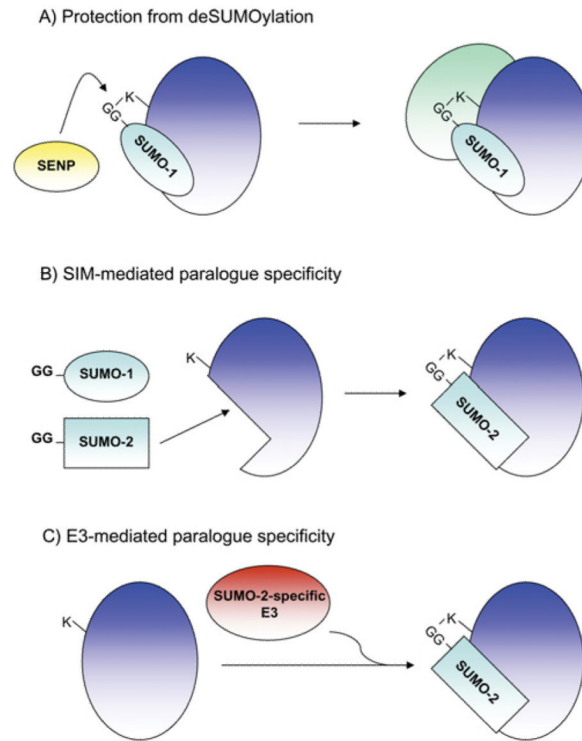 A) Protection from deSUMOylation
K
GG
SUMO-1
SENP
K
GG
SUMO-1
B) SIM-mediated paralogue specificity
K
GG
SUMO-1
GG
SUMO-2
K
GG
SUMO-2
C) E3-mediated paralogue specificity
K
SUMO-2-specific
E3
K
GG
SUMO-2